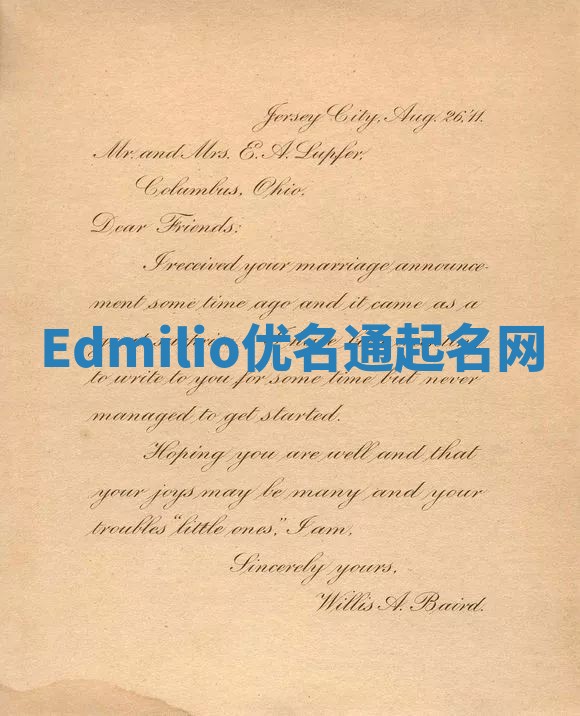 Jersey City, Aug. 26,'11.
Mr. and Mrs. E. A. Lupfer,
Columbus, Ohio.
Dear Friends:
I received your marriage announce-
ment some time ago and it came as a
Edmilio优名通起名网
to write to you for some time but never
managed to get started.
Hoping you are well and that
your joys may be many and your
troubles "little ones," I am,
Sincerely yours,
Willis A. Baird.